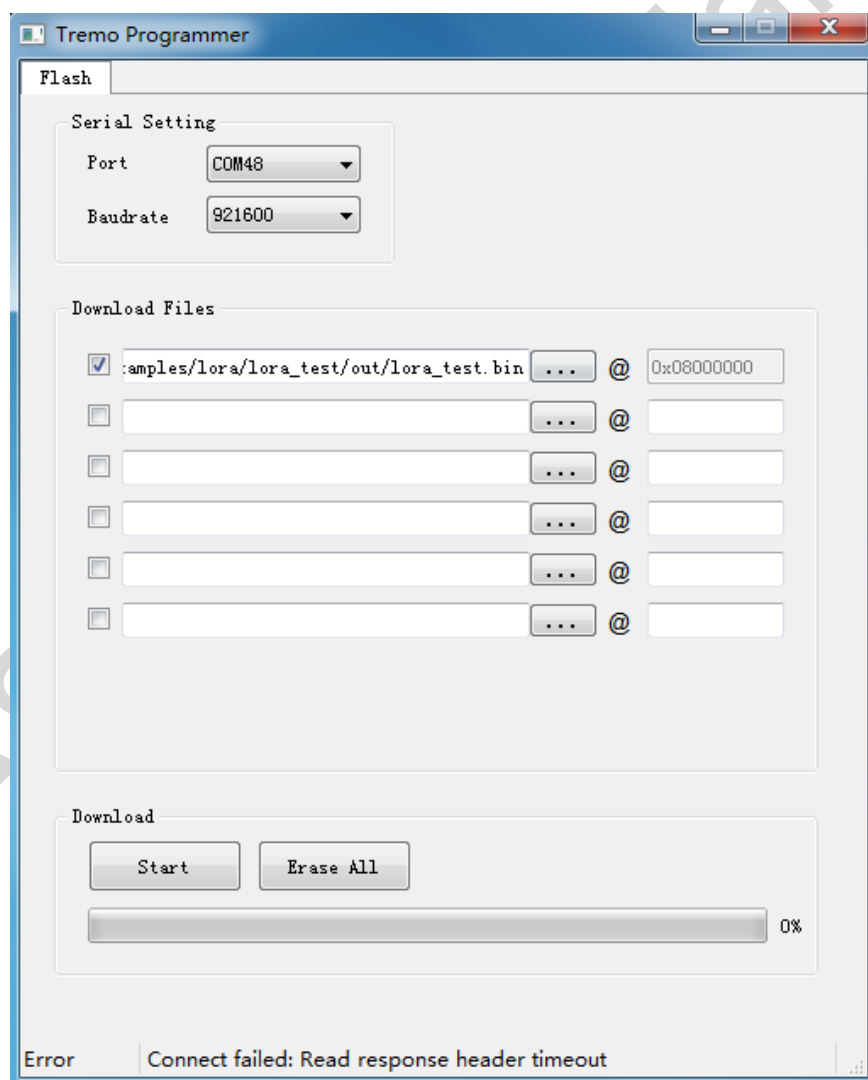 Tremo Programmer
Flash
Serial Setting
Port COM48
Baudrate 921600
Download Files
:amples/lora/lora_test/out/lora_test.bin ... @ 0x08000000
... @
... @
... @
... @
... @
Download
Start Erase All
0%
Error Connect failed: Read response header timeout